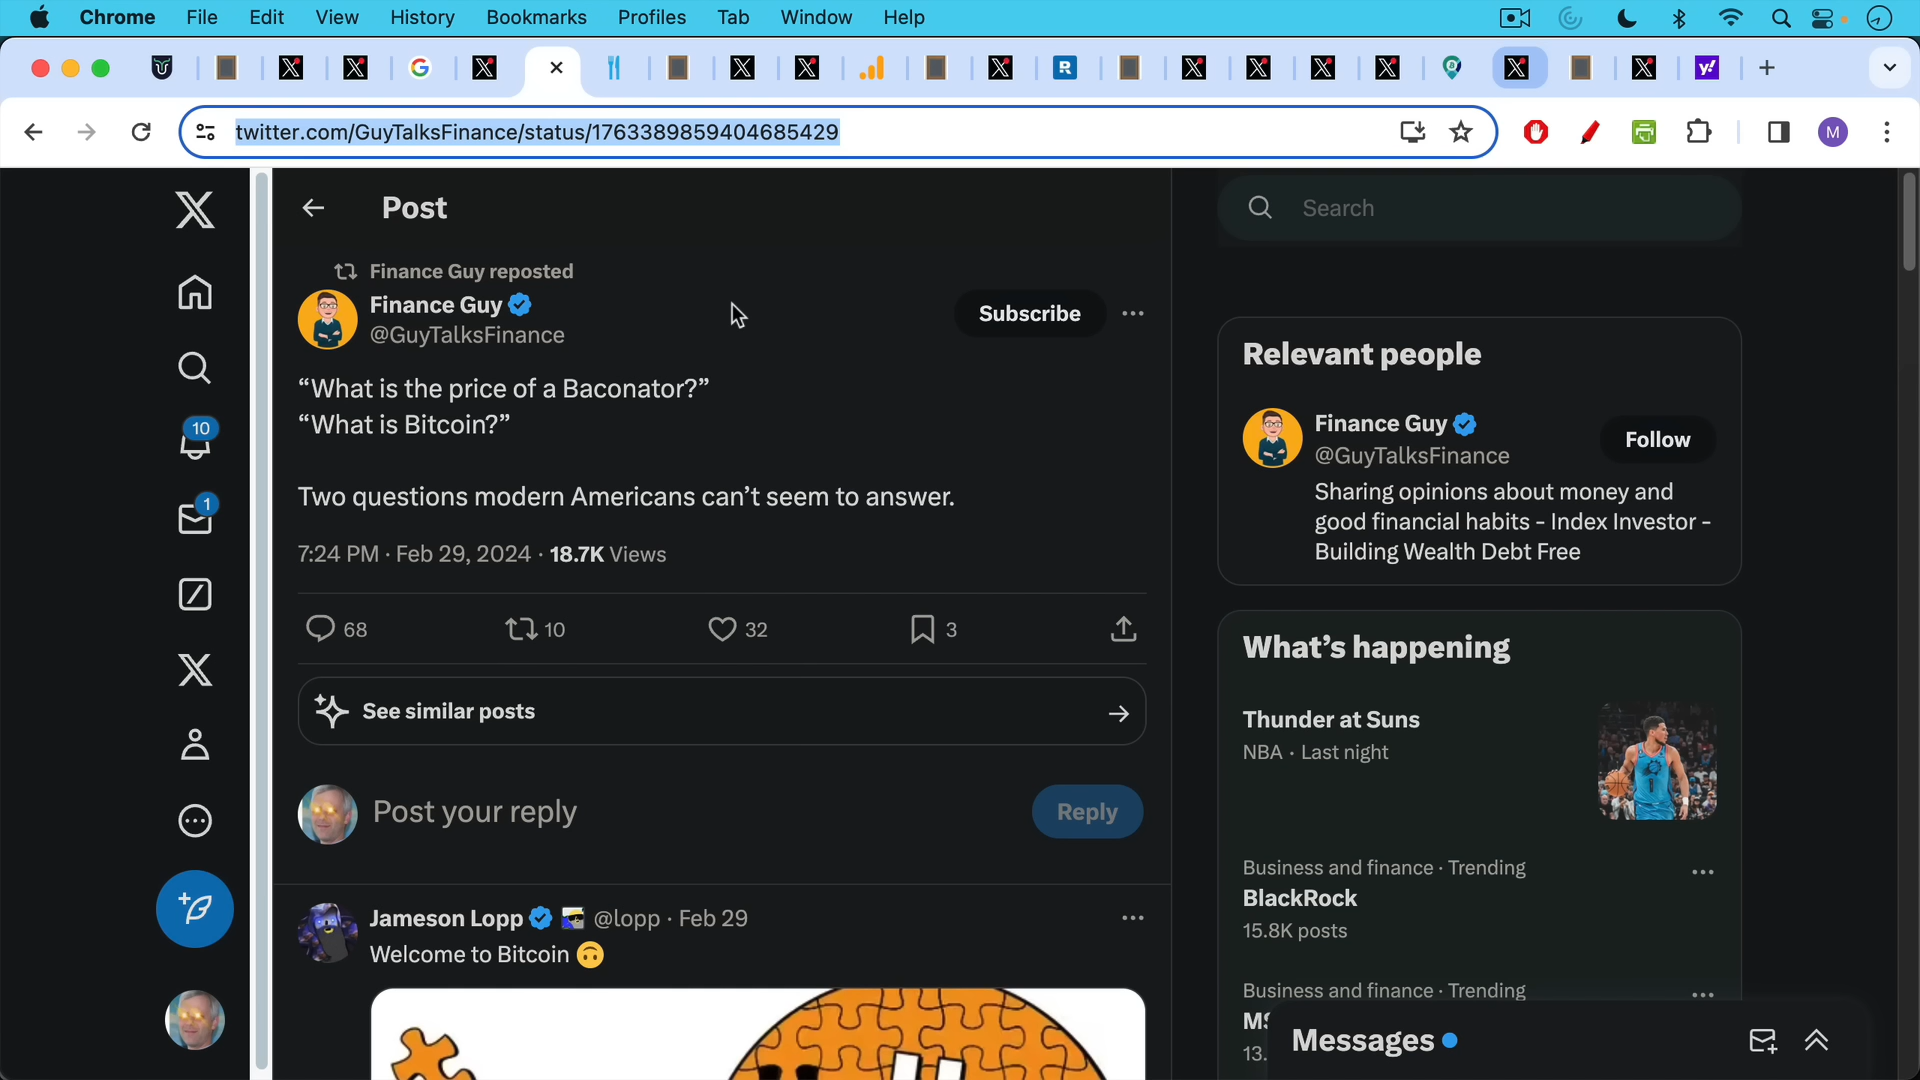 Chrome File Edit View History Bookmarks Profiles Tab Window Help
twitter.com/GuyTalksFinance/status/1763389859404685429
M
Post
Search
Finance Guy reposted
Finance Guy
@GuyTalksFinance
Subscribe
“What is the price of a Baconator?”
“What is Bitcoin?”
Two questions modern Americans can’t seem to answer.
7:24 PM · Feb 29, 2024 · 18.7K Views
68 10 32 3
See similar posts
Post your reply
Reply
Jameson Lopp @lopp · Feb 29
Welcome to Bitcoin 🙃
10
1
Relevant people
Finance Guy
@GuyTalksFinance
Follow
Sharing opinions about money and
good financial habits - Index Investor -
Building Wealth Debt Free
What’s happening
Thunder at Suns
NBA · Last night
Business and finance · Trending
BlackRock
15.8K posts
Business and finance · Trending
13.
Messages